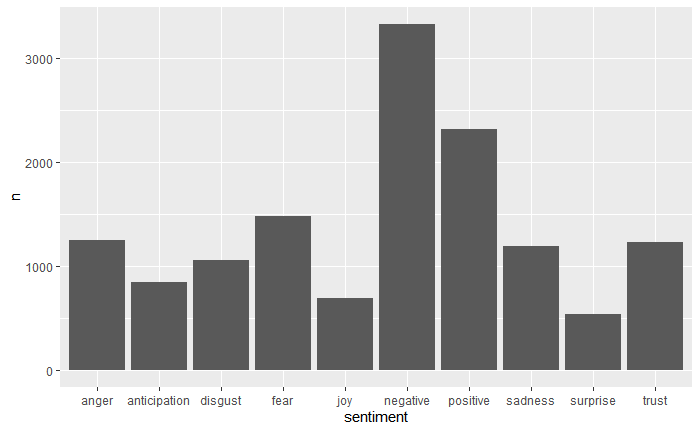 3000
2000
n
1000
0
anger anticipation disgust fear joy negative positive sadness surprise trust
sentiment